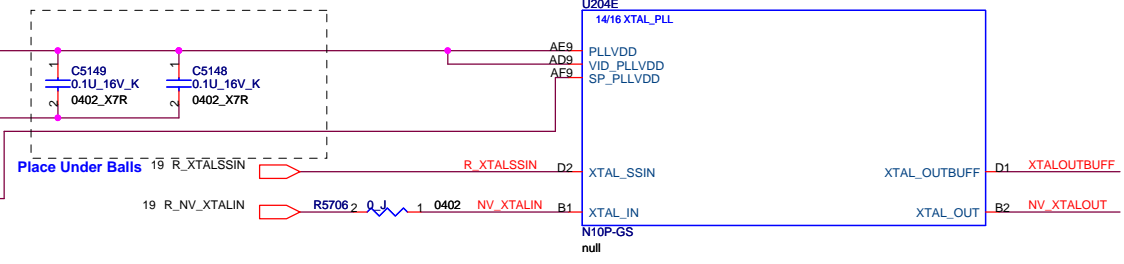 U204E
14/16 XTAL_PLL
AE9 PLLVDD
AD9 VID_PLLVDD
AF9 SP_PLLVDD
1 C5149 1 C5148
0.1U_16V_K 0.1U_16V_K
2 0402_X7R 2 0402_X7R
Place Under Balls
19 R_XTALSSIN R_XTALSSIN D2 XTAL_SSIN XTAL_OUTBUFF D1 XTALOUTBUFF
19 R_NV_XTALIN R5706 2 0_J 1 0402 NV_XTALIN B1 XTAL_IN XTAL_OUT B2 NV_XTALOUT
N10P-GS
null